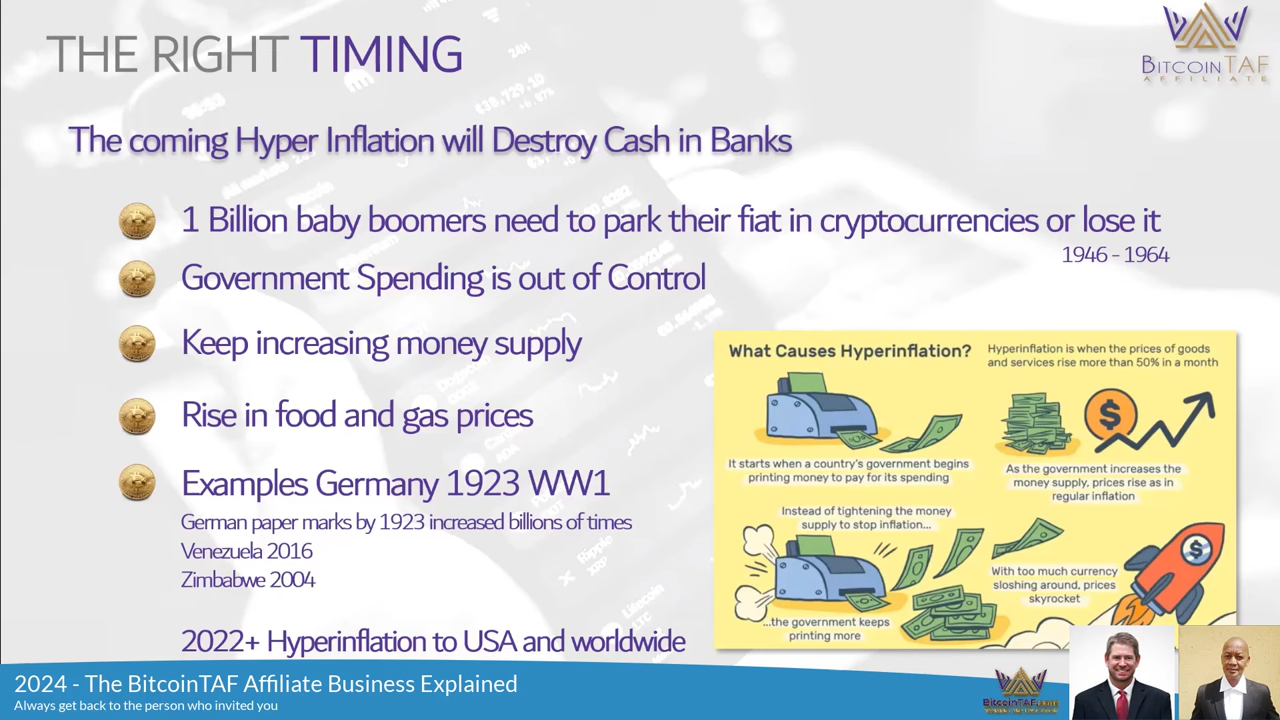 THE RIGHT TIMING
BITCOINTAF
AFFILIATE
The coming Hyper Inflation will Destroy Cash in Banks
1 Billion baby boomers need to park their fiat in cryptocurrencies or lose it
1946 - 1964
Government Spending is out of Control
Keep increasing money supply
Rise in food and gas prices
Examples Germany 1923 WW1
German paper marks by 1923 increased billions of times
Venezuela 2016
Zimbabwe 2004
2022+ Hyperinflation to USA and worldwide
What Causes Hyperinflation?
Hyperinflation is when the prices of goods
and services rise more than 50% in a month
It starts when a country's government begins
printing money to pay for its spending
As the government increases the
money supply, prices rise as in
regular inflation
Instead of tightening the money
supply to stop inflation...
...the government keeps
printing more
With too much currency
sloshing around, prices
skyrocket
2024 - The BitcoinTAF Affiliate Business Explained
Always get back to the person who invited you